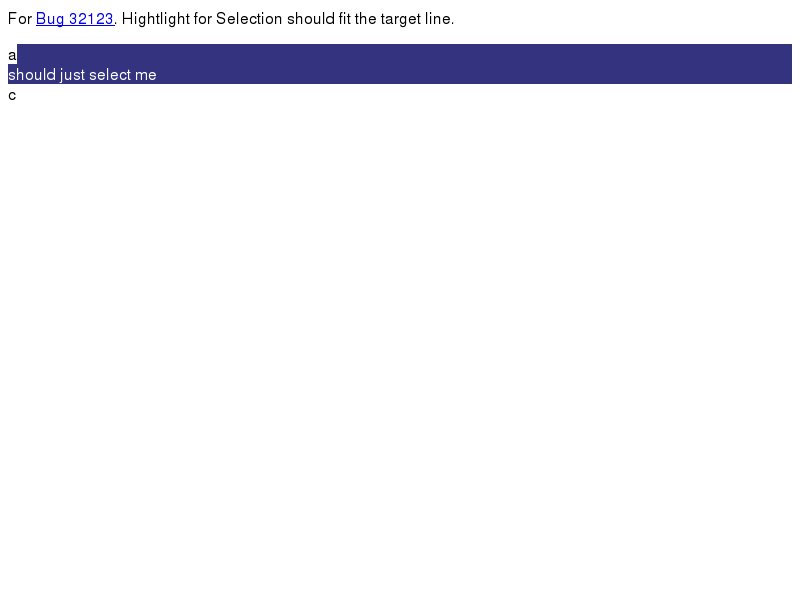 For Bug 32123. Hightlight for Selection should fit the target line.
a
should just select me
c